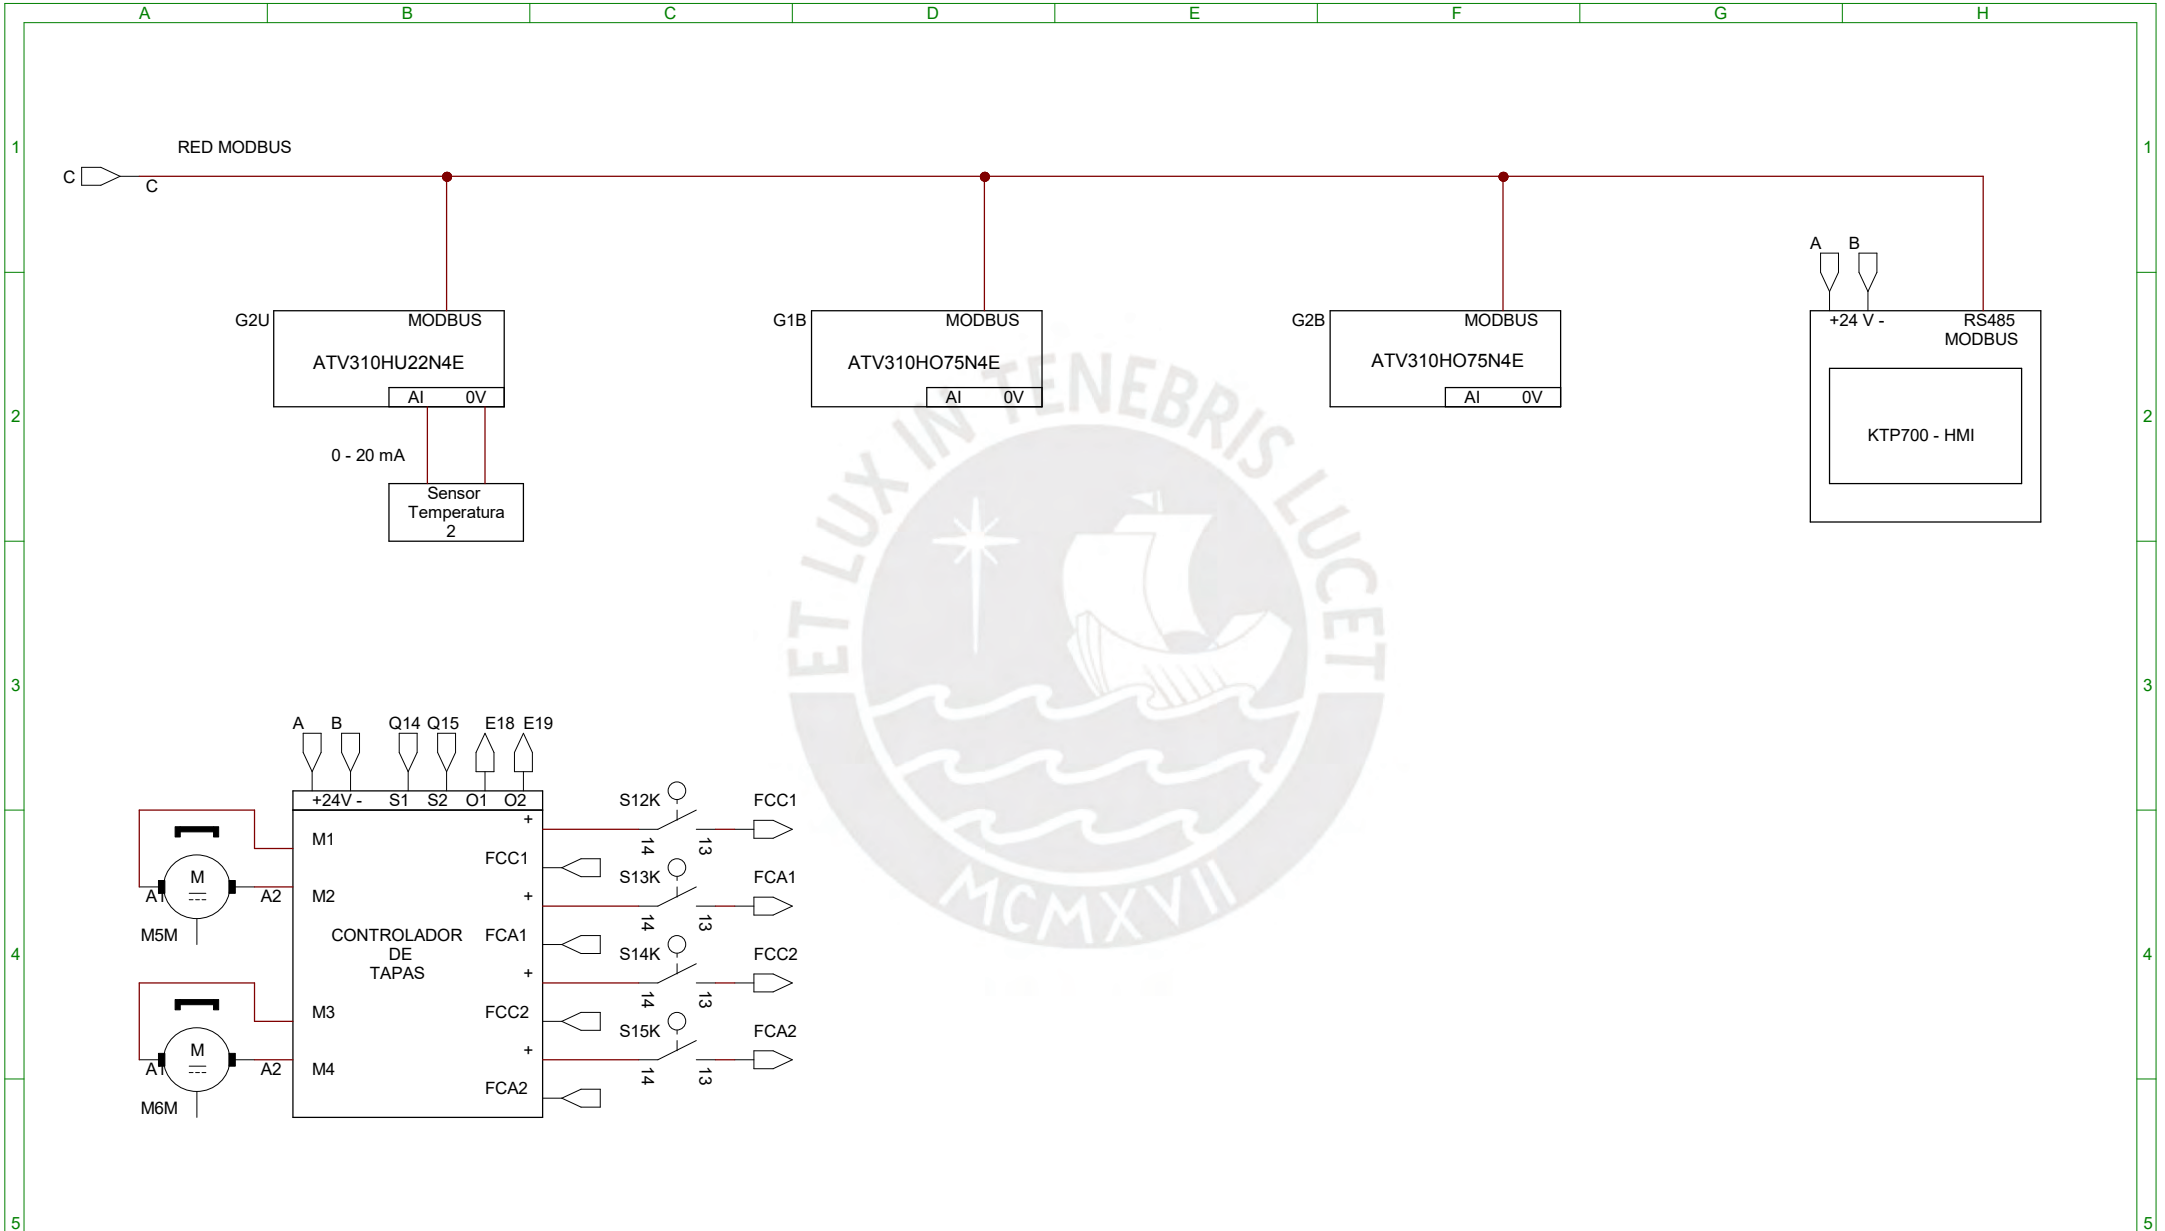 A B C D E F G H
1 1
RED MODBUS
C
C
A B
G2U MODBUS
ATV310HU22N4E
AI 0V
G1B MODBUS
ATV310HO75N4E
AI 0V
G2B MODBUS
ATV310HO75N4E
AI 0V
+24 V - RS485
MODBUS
KTP700 - HMI
2 2
0 - 20 mA
Sensor
Temperatura
2
ET LUX IN TENEBRIS LUCET
MCMXVII
3 3
A B Q14 Q15 E18 E19
+24V - S1 S2 O1 O2
M1
M2
CONTROLADOR
DE
TAPAS
M3
M4
+
FCC1
+
FCA1
+
FCC2
+
FCA2
M
A1 A2
M5M
M
A1 A2
M6M
S12K FCC1
14 13
S13K FCA1
14 13
S14K FCC2
14 13
S15K FCA2
14 13
4 4
5 5